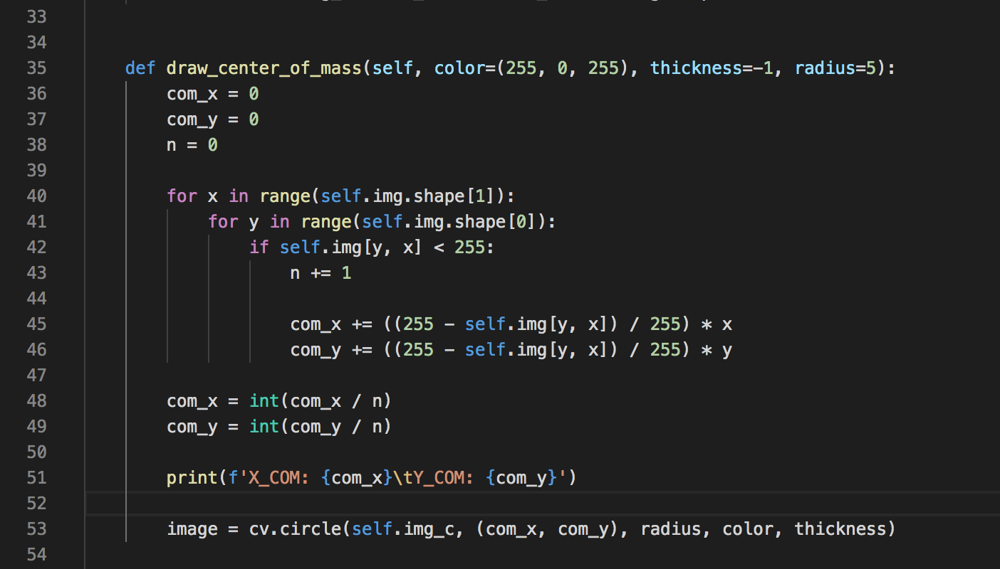 33
34
35 def draw_center_of_mass(self, color=(255, 0, 255), thickness=-1, radius=5):
36 com_x = 0
37 com_y = 0
38 n = 0
39
40 for x in range(self.img.shape[1]):
41 for y in range(self.img.shape[0]):
42 if self.img[y, x] < 255:
43 n += 1
44
45 com_x += ((255 - self.img[y, x]) / 255) * x
46 com_y += ((255 - self.img[y, x]) / 255) * y
47
48 com_x = int(com_x / n)
49 com_y = int(com_y / n)
50
51 print(f'X_COM: {com_x}\tY_COM: {com_y}')
52
53 image = cv.circle(self.img_c, (com_x, com_y), radius, color, thickness)
54